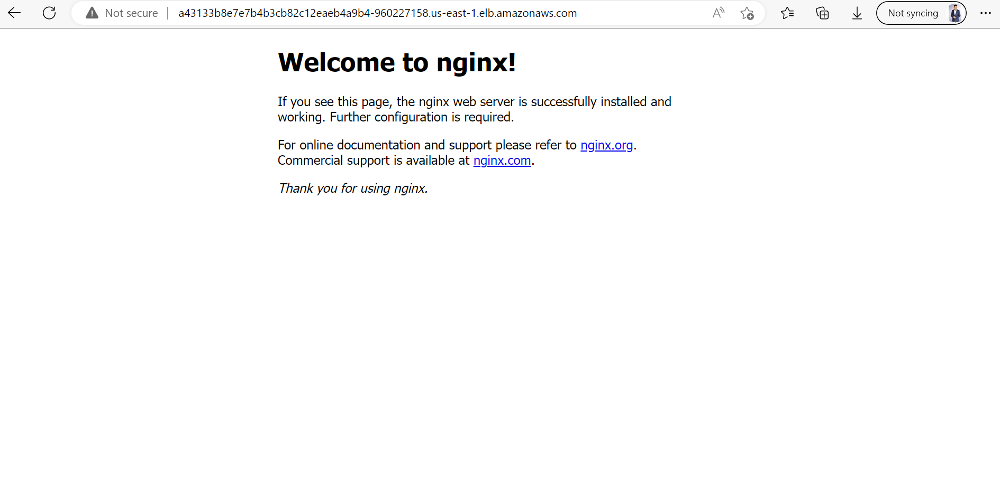 Not secure
a43133b8e7e7b4b3cb82c12eaeb4a9b4-960227158.us-east-1.elb.amazonaws.com
Not syncing
Welcome to nginx!
If you see this page, the nginx web server is successfully installed and
working. Further configuration is required.
For online documentation and support please refer to nginx.org.
Commercial support is available at nginx.com.
Thank you for using nginx.